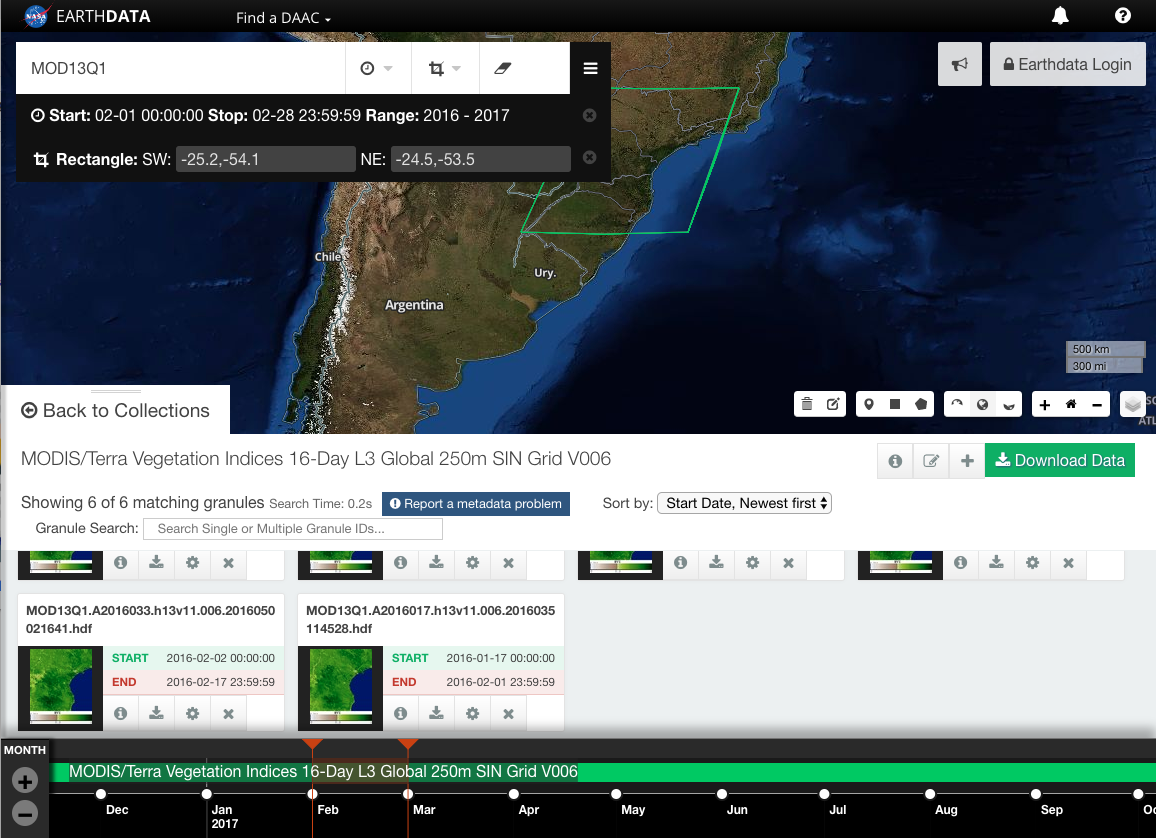 NASA EARTHDATA Find a DAAC
MOD13Q1
Earthdata Login
Start: 02-01 00:00:00 Stop: 02-28 23:59:59 Range: 2016 - 2017
Rectangle: SW: -25.2,-54.1 NE: -24.5,-53.5
Chile
Ury.
Argentina
500 km
300 mi
Back to Collections
MODIS/Terra Vegetation Indices 16-Day L3 Global 250m SIN Grid V006
Download Data
Showing 6 of 6 matching granules Search Time: 0.2s Report a metadata problem Sort by: Start Date, Newest first
Granule Search: Search Single or Multiple Granule IDs...
MOD13Q1.A2016033.h13v11.006.2016050
021641.hdf
START 2016-02-02 00:00:00
END 2016-02-17 23:59:59
MOD13Q1.A2016017.h13v11.006.2016035
114528.hdf
START 2016-01-17 00:00:00
END 2016-02-01 23:59:59
MONTH
MODIS/Terra Vegetation Indices 16-Day L3 Global 250m SIN Grid V006
Dec Jan Feb Mar Apr May Jun Jul Aug Sep
2017